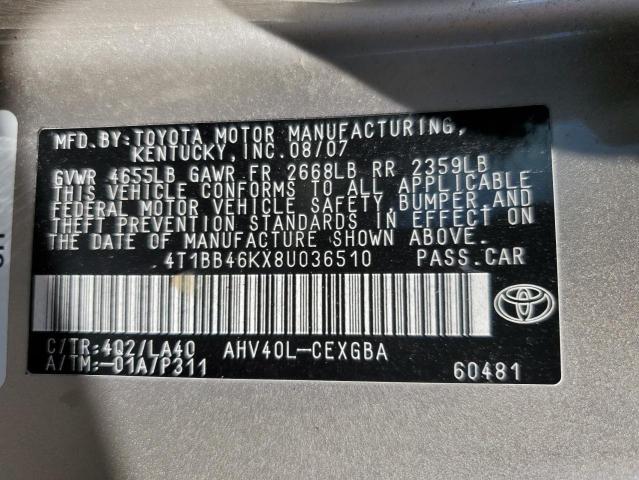 MFD. BY: TOYOTA MOTOR MANUFACTURING,
KENTUCKY, INC. 08/07
GVWR 4655LB GAWR FR 2668LB RR 2359LB
THIS VEHICLE CONFORMS TO ALL APPLICABLE
FEDERAL MOTOR VEHICLE SAFETY, BUMPER, AND
THEFT PREVENTION STANDARDS IN EFFECT ON
THE DATE OF MANUFACTURE SHOWN ABOVE.
4T1BB46KX8U036510 PASS.CAR
C/TR:4Q2/LA40 AHV40L-CEXGBA
A/TM:-01A/P311 60481